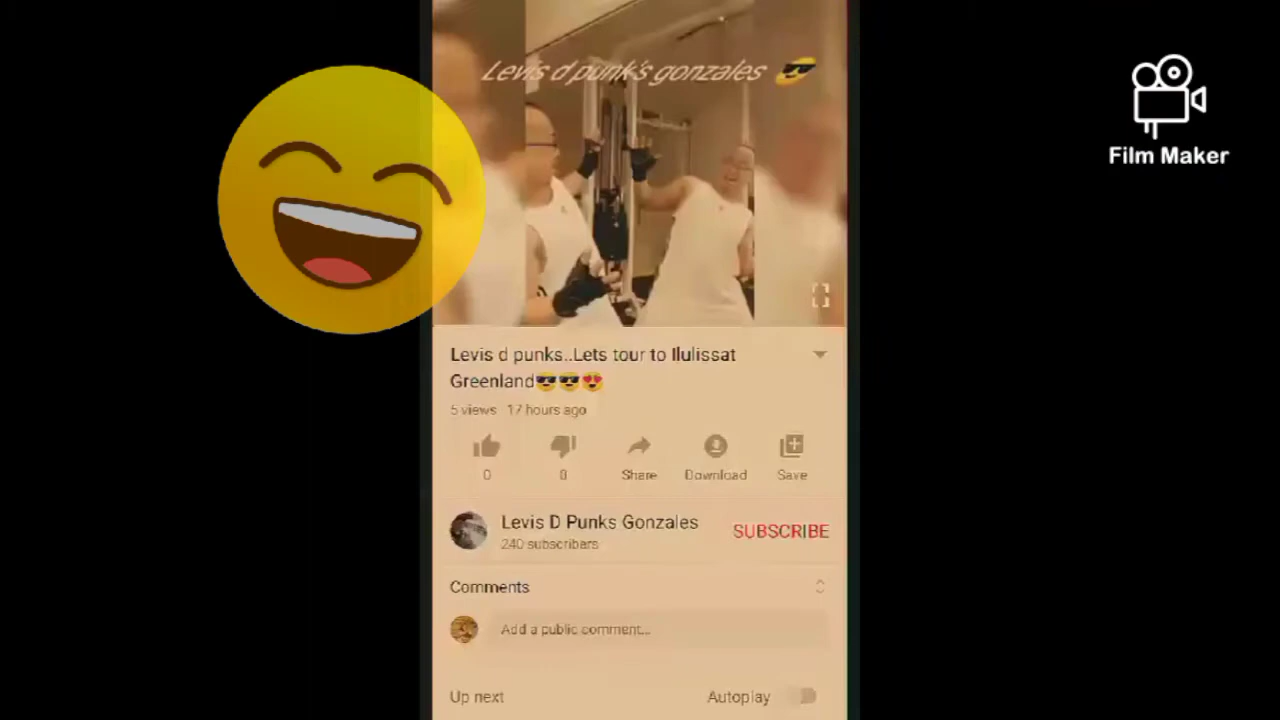 Levis d punk's gonzales 😎
Film Maker
Levis d punks..Lets tour to Ilulissat
Greenland😎😎😍
5 views 17 hours ago
0
0
Share
Download
Save
Levis D Punks Gonzales
240 subscribers
SUBSCRIBE
Comments
Add a public comment...
Up next
Autoplay